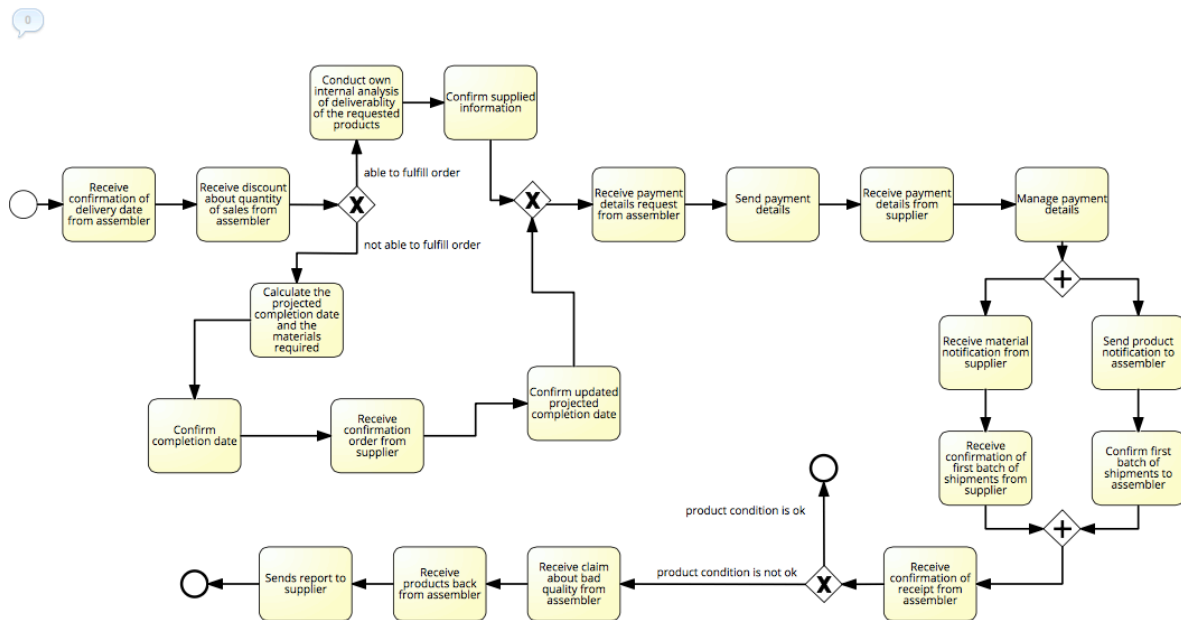 0
Conduct own
internal analysis
of deliverablity
of the requested
products
Confirm supplied
information
able to fulfill order
Receive
confirmation of
delivery date
from assembler
Receive discount
about quantity
of sales from
assembler
X
X
Receive payment
details request
from assembler
Send payment
details
Receive payment
details from
supplier
Manage payment
details
not able to fulfill order
Calculate the
projected
completion date
and the
materials
required
Receive material
notification from
supplier
Send product
notification to
assembler
Confirm
completion date
Receive
confirmation
order from
supplier
Confirm updated
projected
completion date
Receive
confirmation of
first batch of
shipments from
supplier
Confirm first
batch of
shipments to
assembler
product condition is ok
Sends report to
supplier
Receive
products back
from assembler
Receive claim
about bad
quality from
assembler
product condition is not ok
X
Receive
confirmation of
receipt from
assembler